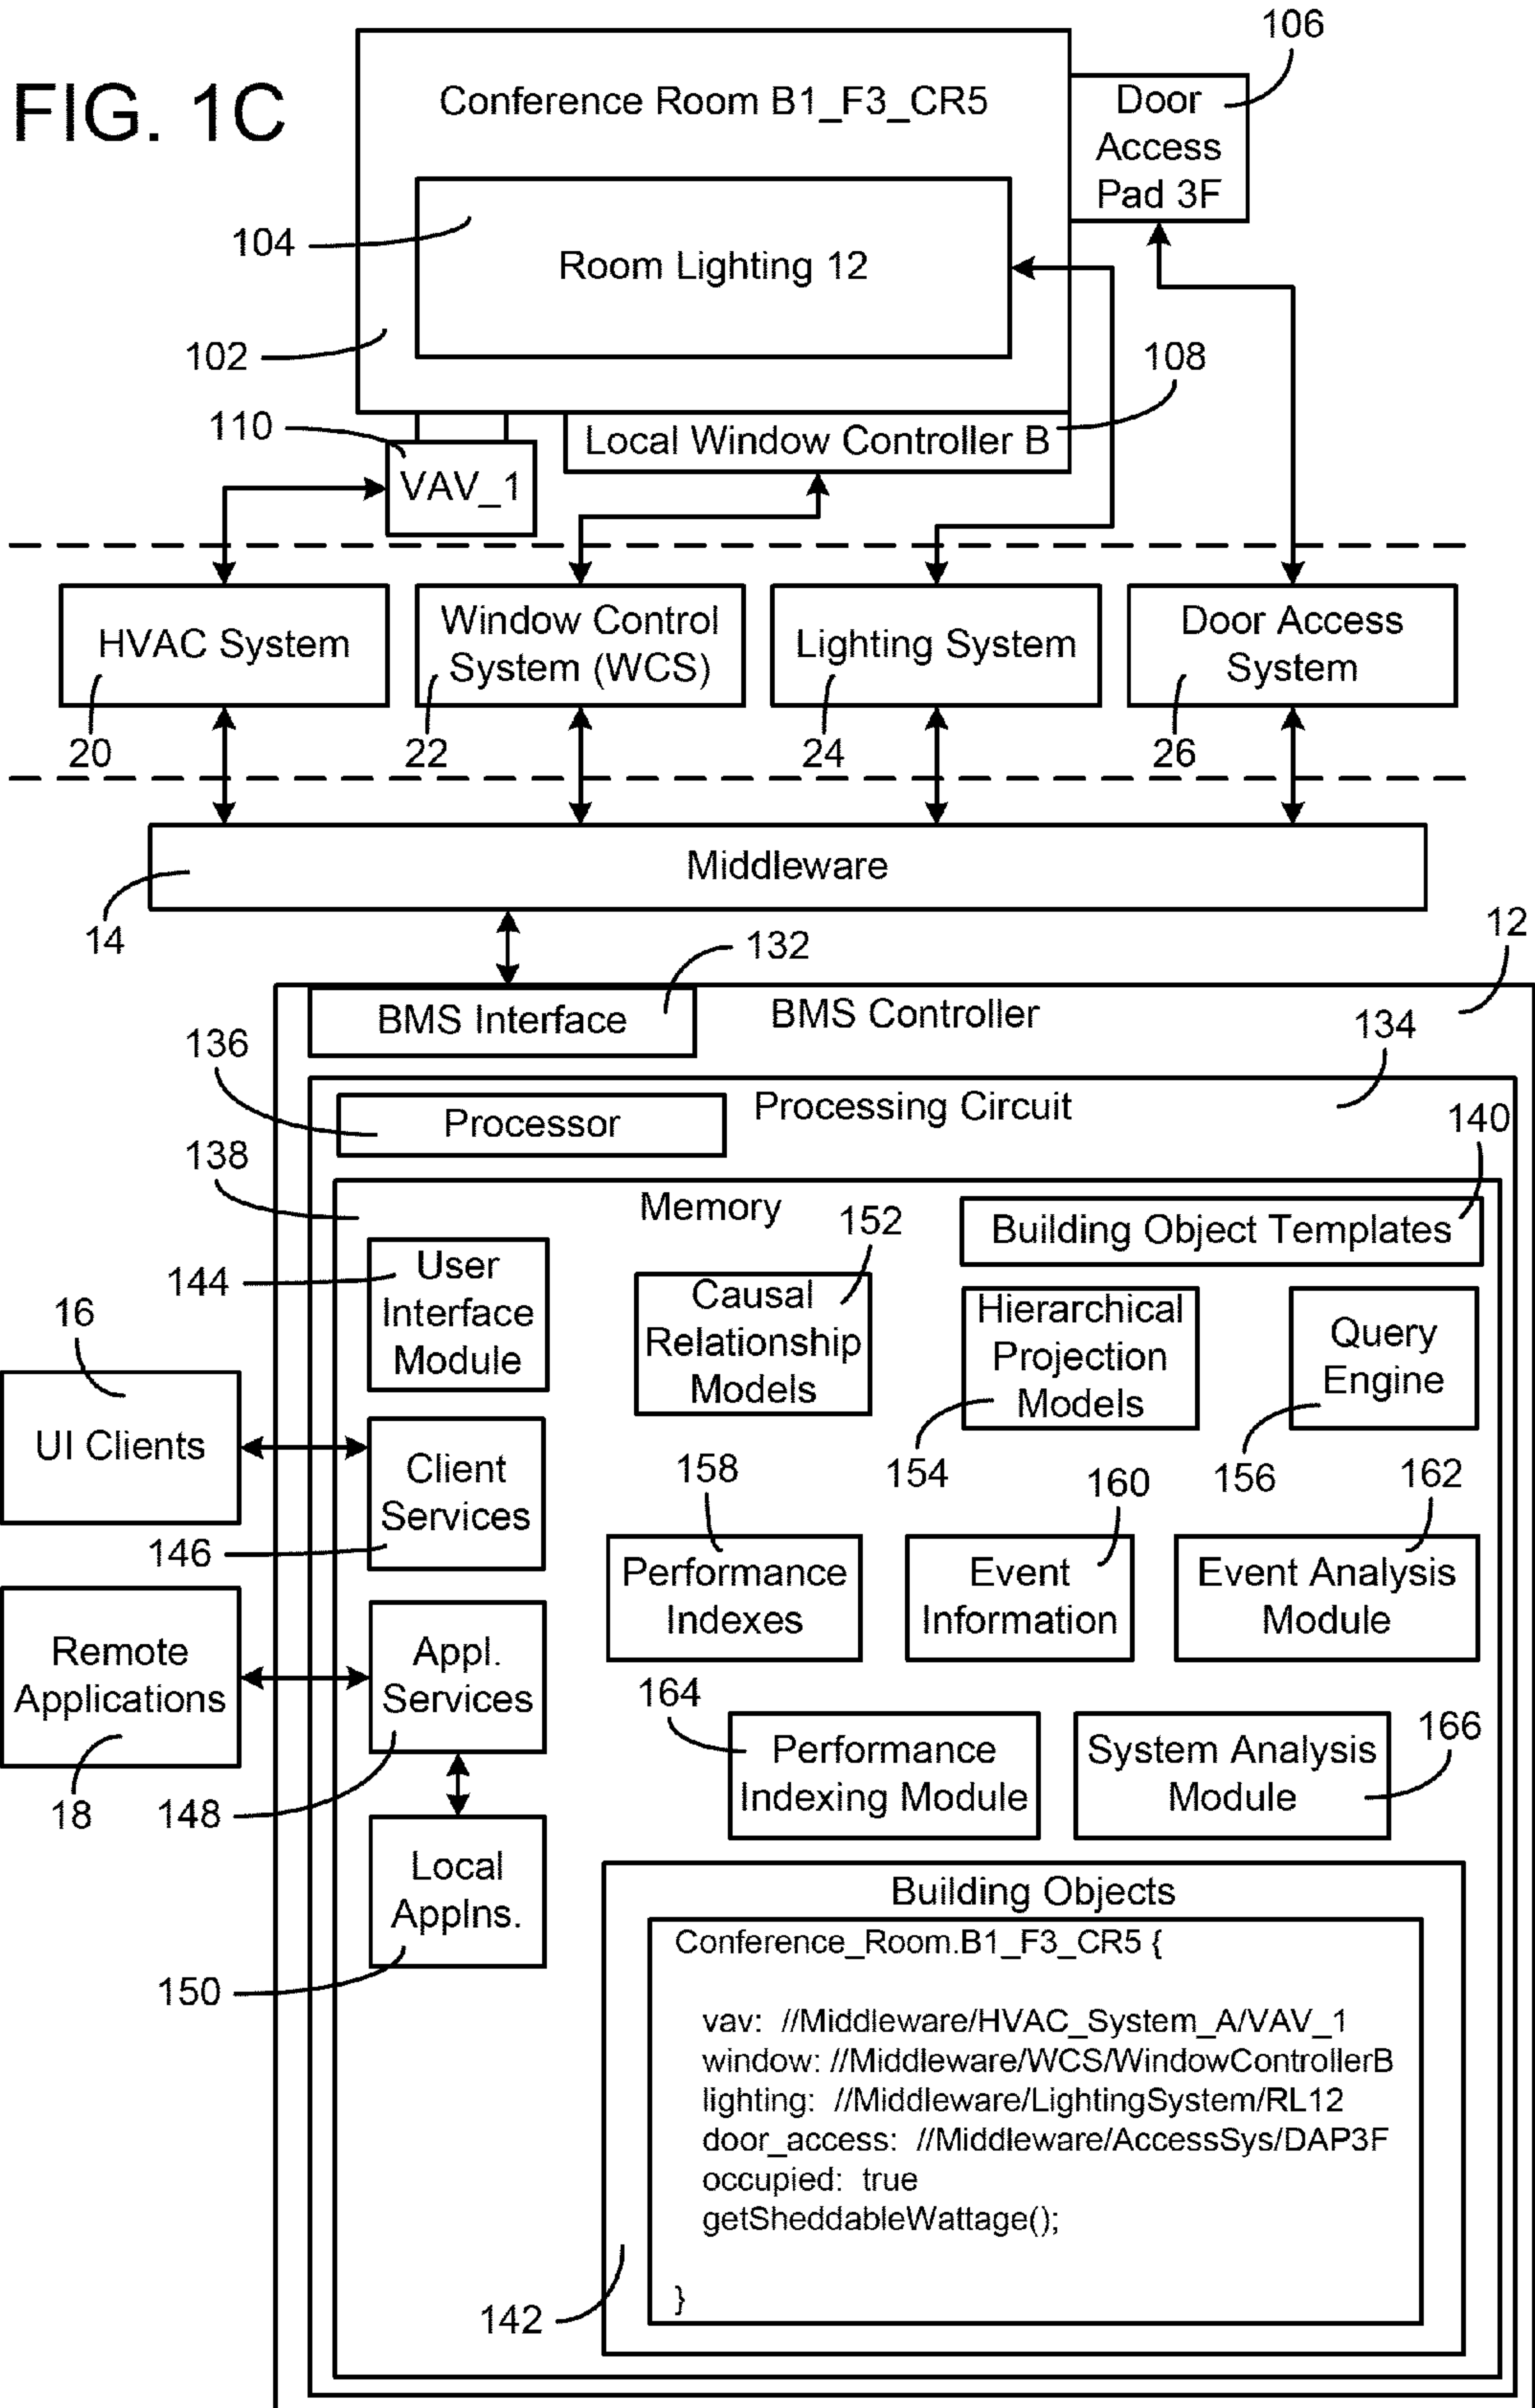 FIG. 1C
106
Conference Room B1_F3_CR5
Door
Access
Pad 3F
104
Room Lighting 12
102
108
110
Local Window Controller B
VAV_1
HVAC System
Window Control
System (WCS)
Lighting System
Door Access
System
20
22
24
26
Middleware
14
12
132
BMS Interface
BMS Controller
134
136
Processor
Processing Circuit
140
138
Memory
152
Building Object Templates
144
User
Interface
Module
Causal
Relationship
Models
Hierarchical
Projection
Models
Query
Engine
16
UI Clients
Client
Services
158
154
160
156
162
146
Performance
Indexes
Event
Information
Event Analysis
Module
Remote
Applications
Appl.
Services
164
Performance
Indexing Module
System Analysis
Module
166
18
148
Local
Applns.
150
Building Objects
Conference_Room.B1_F3_CR5 {
vav: //Middleware/HVAC_System_A/VAV_1
window: //Middleware/WCS/WindowControllerB
lighting: //Middleware/LightingSystem/RL12
door_access: //Middleware/AccessSys/DAP3F
occupied: true
getSheddableWattage();
}
142